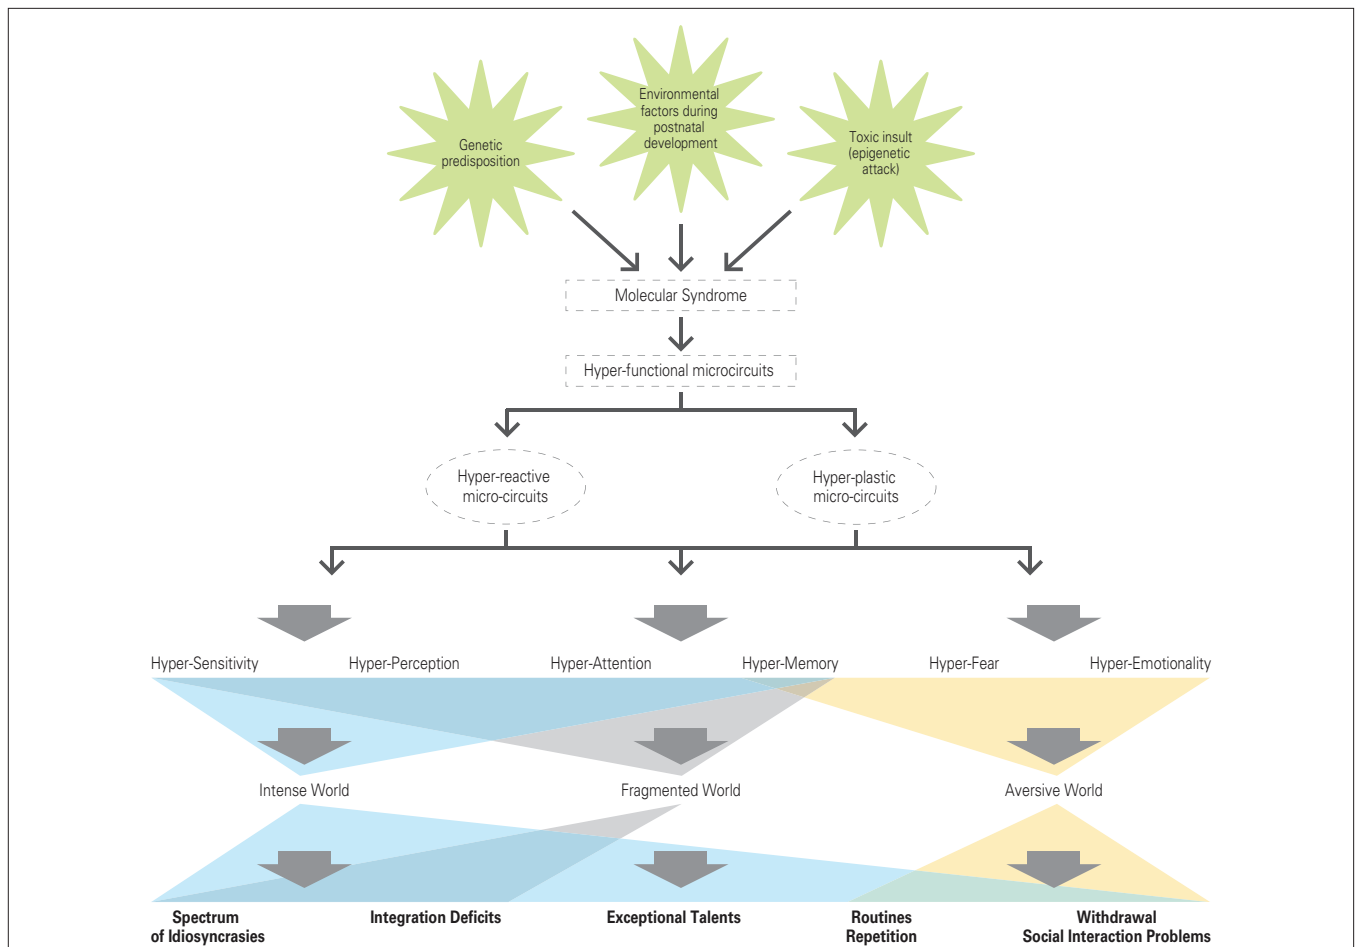 Genetic
predisposition
Environmental
factors during
postnatal
development
Toxic insult
(epigenetic
attack)
Molecular Syndrome
Hyper-functional microcircuits
Hyper-reactive
micro-circuits
Hyper-plastic
micro-circuits
Hyper-Sensitivity
Hyper-Perception
Hyper-Attention
Hyper-Memory
Hyper-Fear
Hyper-Emotionality
Intense World
Fragmented World
Aversive World
Spectrum
of Idiosyncrasies
Integration Deficits
Exceptional Talents
Routines
Repetition
Withdrawal
Social Interaction Problems